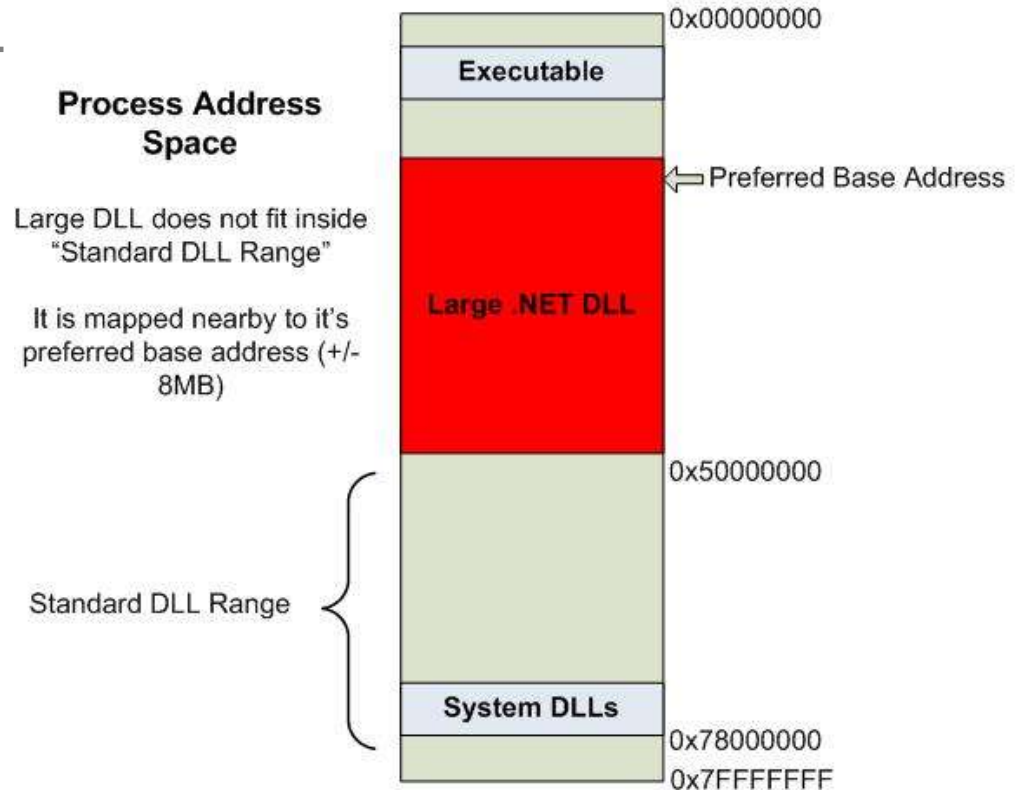 0x00000000
Executable
Process Address
Space
Preferred Base Address
Large DLL does not fit inside
“Standard DLL Range”
Large .NET DLL
It is mapped nearby to it's
preferred base address (+/-
8MB)
0x50000000
Standard DLL Range
System DLLs
0x78000000
0x7FFFFFFF